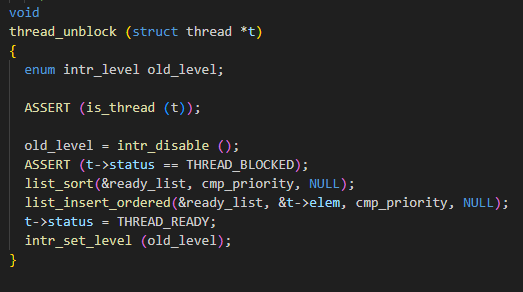 void
thread_unblock (struct thread *t)
{
  enum intr_level old_level;

  ASSERT (is_thread (t));

  old_level = intr_disable ();
  ASSERT (t->status == THREAD_BLOCKED);
  list_sort(&ready_list, cmp_priority, NULL);
  list_insert_ordered(&ready_list, &t->elem, cmp_priority, NULL);
  t->status = THREAD_READY;
  intr_set_level (old_level);
}